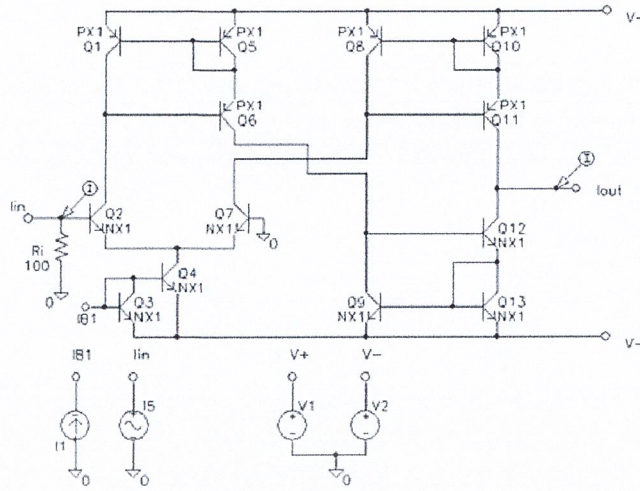 V-
PX1 PX1 PX1 PX1
Q1 Q5 Q8 Q10
PX1 PX1
Q6 Q11
I I
Iin Q2 Q7 Iout
NX1 NX1 Q12
NX1
Ri 0
100 Q4
NX1
0 Q3 Q9 Q13
IB1 NX1 NX1 NX1
V-
IB1 Iin V+ V-
I1 I5 V1 V2
0 0 0